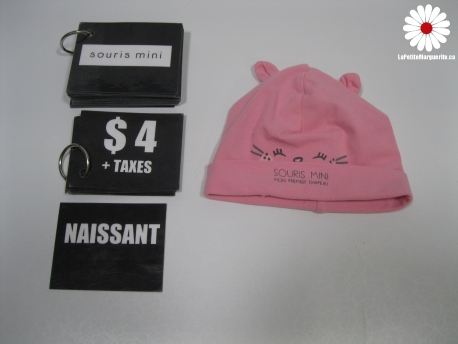 souris mini
$4
+ TAXES
NAISSANT
SOURIS MINI
MON PREMIER CHAPEAU
LaPetiteMarguerite.ca